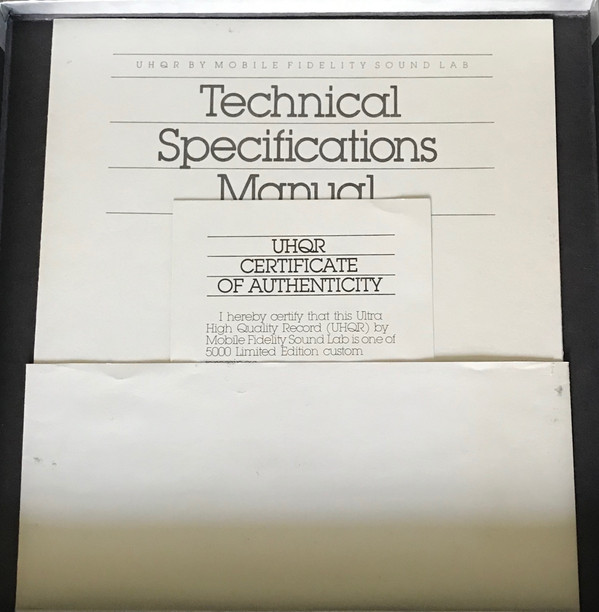 UHQR BY MOBILE FIDELITY SOUND LAB
Technical
Specifications
Manual
UHQR
CERTIFICATE
OF AUTHENTICITY
I hereby certify that this Ultra
High Quality Record (UHQR) by
Mobile Fidelity Sound Lab is one of
5000 Limited Edition custom